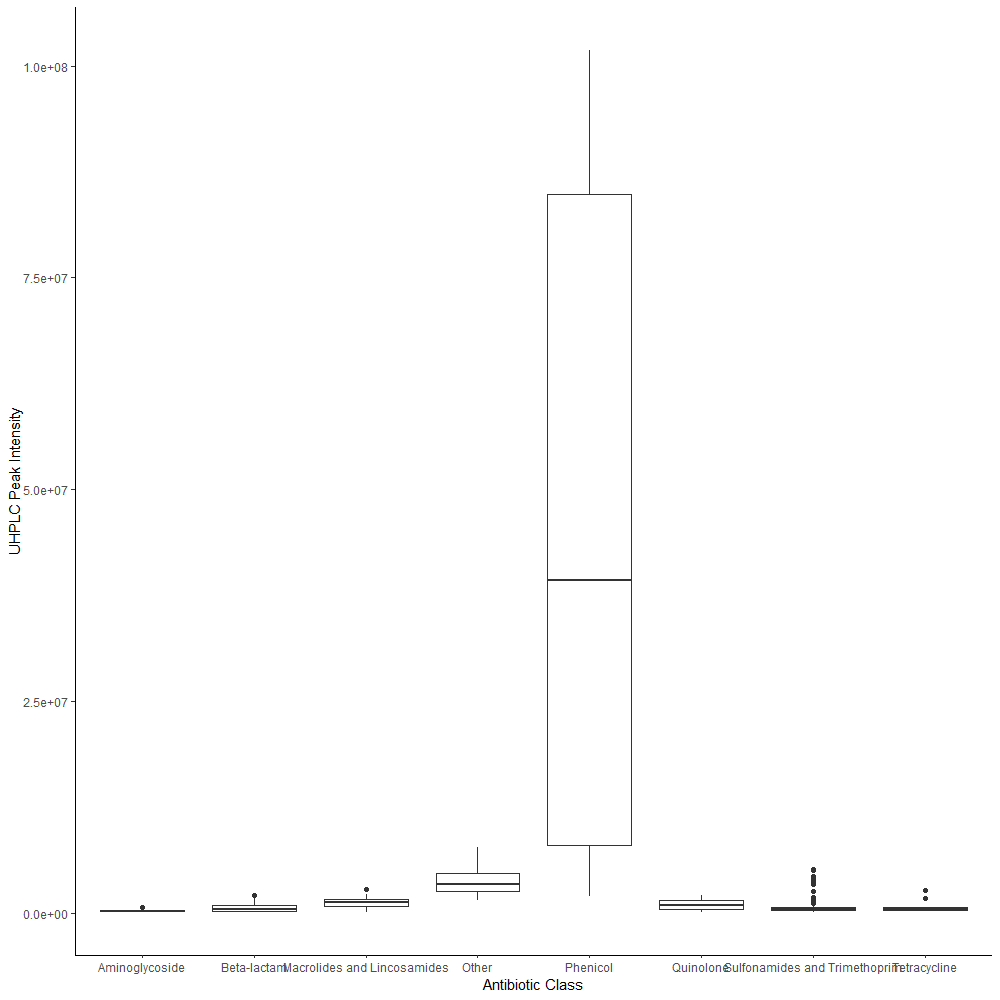 1.0e+08
7.5e+07
5.0e+07
2.5e+07
0.0e+00
UHPLC Peak Intensity
Aminoglycoside
Beta-lactam
Macrolides and Lincosamides
Other
Phenicol
Quinolone
Sulfonamides and Trimethoprim
Tetracycline
Antibiotic Class